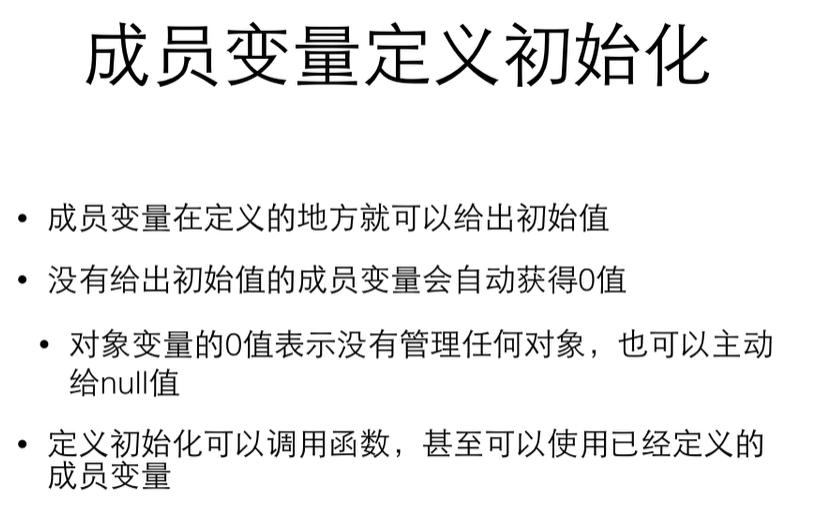 成员变量定义初始化
• 成员变量在定义的地方就可以给出初始值
• 没有给出初始值的成员变量会自动获得0值
• 对象变量的0值表示没有管理任何对象，也可以主动
给null值
• 定义初始化可以调用函数，甚至可以使用已经定义的
成员变量